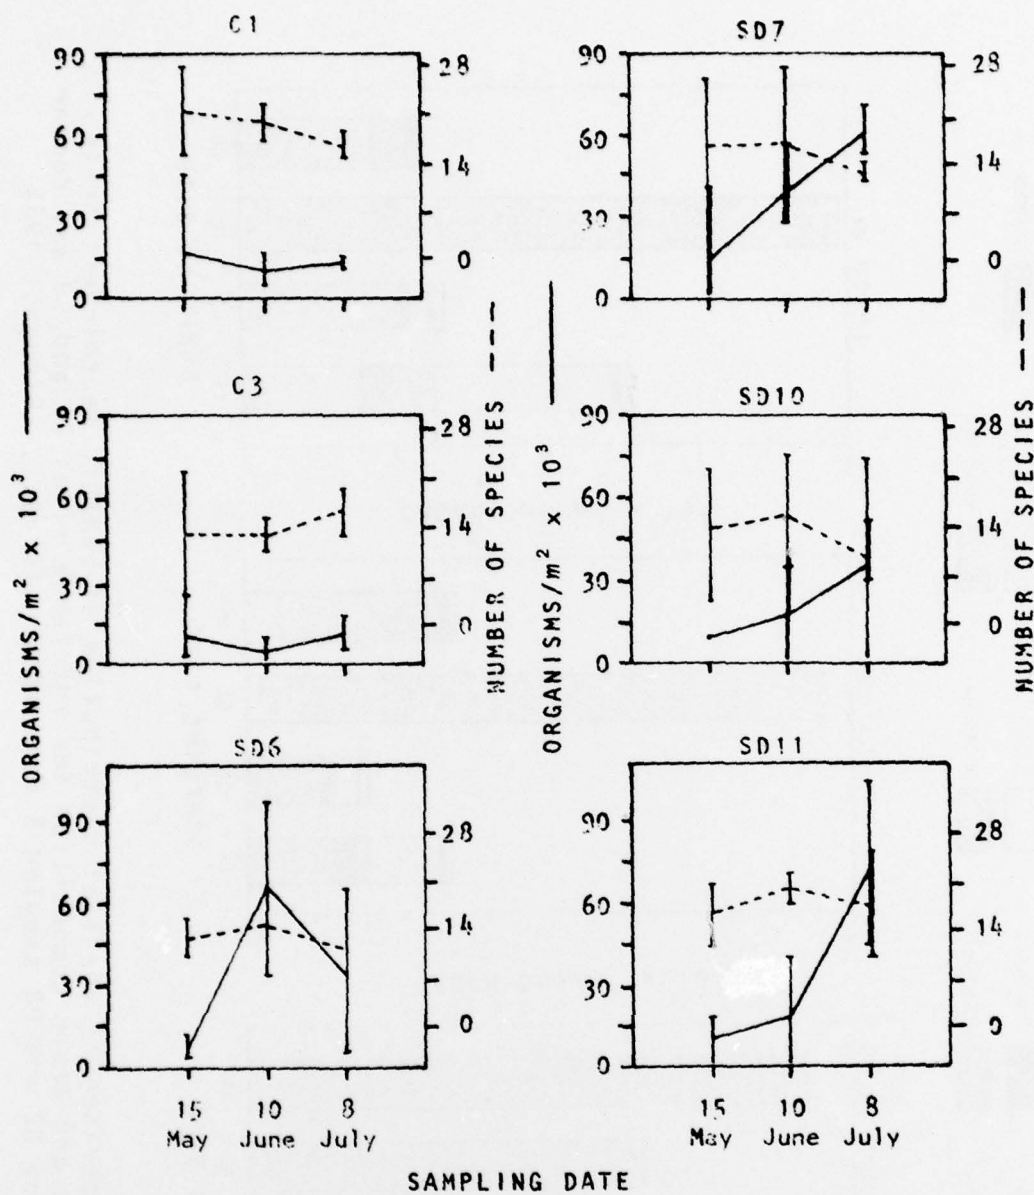 C1
SD7
90
60
30
0
28
14
0
90
60
30
0
28
14
0
C3
SD10
90
60
30
0
28
14
0
90
60
30
0
28
14
0
SD6
SD11
90
60
30
0
28
14
0
90
60
30
0
28
14
0
ORGANISMS/m² x 10³
NUMBER OF SPECIES
ORGANISMS/m² x 10³
NUMBER OF SPECIES
15 10 8
May June July
15 10 8
May June July
SAMPLING DATE